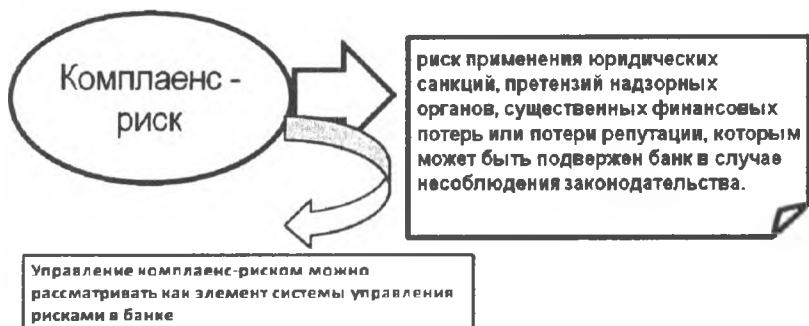 Комплаенс -
риск
риск применения юридических
санкций, претензий надзорных
органов, существенных финансовых
потерь или потери репутации, которым
может быть подвержен банк в случае
несоблюдения законодательства.
Управление комплаенс-риском можно
рассматривать как элемент системы управления
рисками в банке